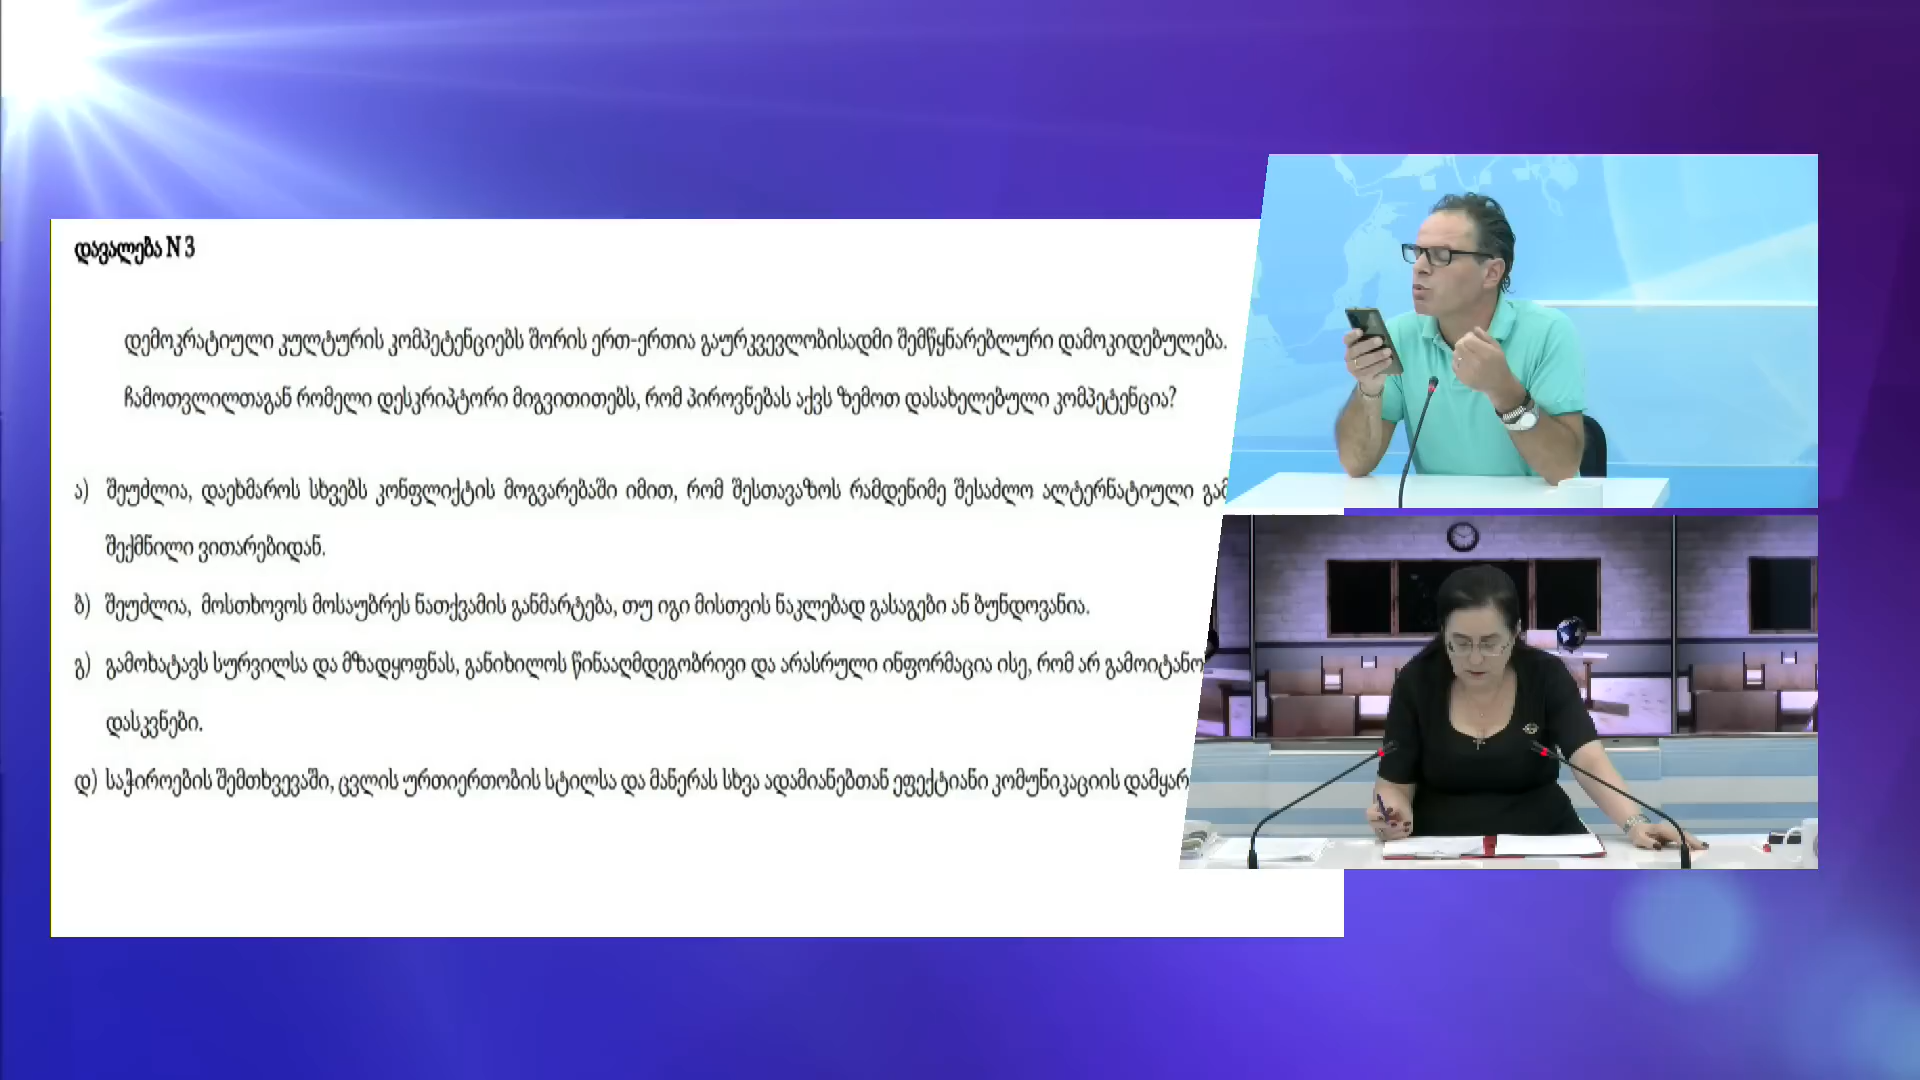 დავალება N 3
დემოკრატიული კულტურის კომპეტენციებს შორის ერთ-ერთია გაურკვევლობისადმი შემწყნარებლური დამოკიდებულება.
ჩამოთვლილთაგან რომელი დესკრიპტორი მიგვითითებს, რომ პიროვნებას აქვს ზემოთ დასახელებული კომპეტენცია?
ა) შეუძლია, დაეხმაროს სხვებს კონფლიქტის მოგვარებაში იმით, რომ შესთავაზოს რამდენიმე შესაძლო ალტერნატიული
შექმნილი ვითარებიდან.
ბ) შეუძლია, მოსთხოვოს მოსაუბრეს ნათქვამის განმარტება, თუ იგი მისთვის ნაკლებად გასაგები ან ბუნდოვანია.
გ) გამოხატავს სურვილსა და მზადყოფნას, განიხილოს წინააღმდეგობრივი და არასრული ინფორმაცია ისე, რომ არ
დასკვნები.
დ) საჭიროების შემთხვევაში, ცვლის ურთიერთობის სტილსა და მანერას სხვა ადამიანებთან ეფექტიანი კომუნიკაციის